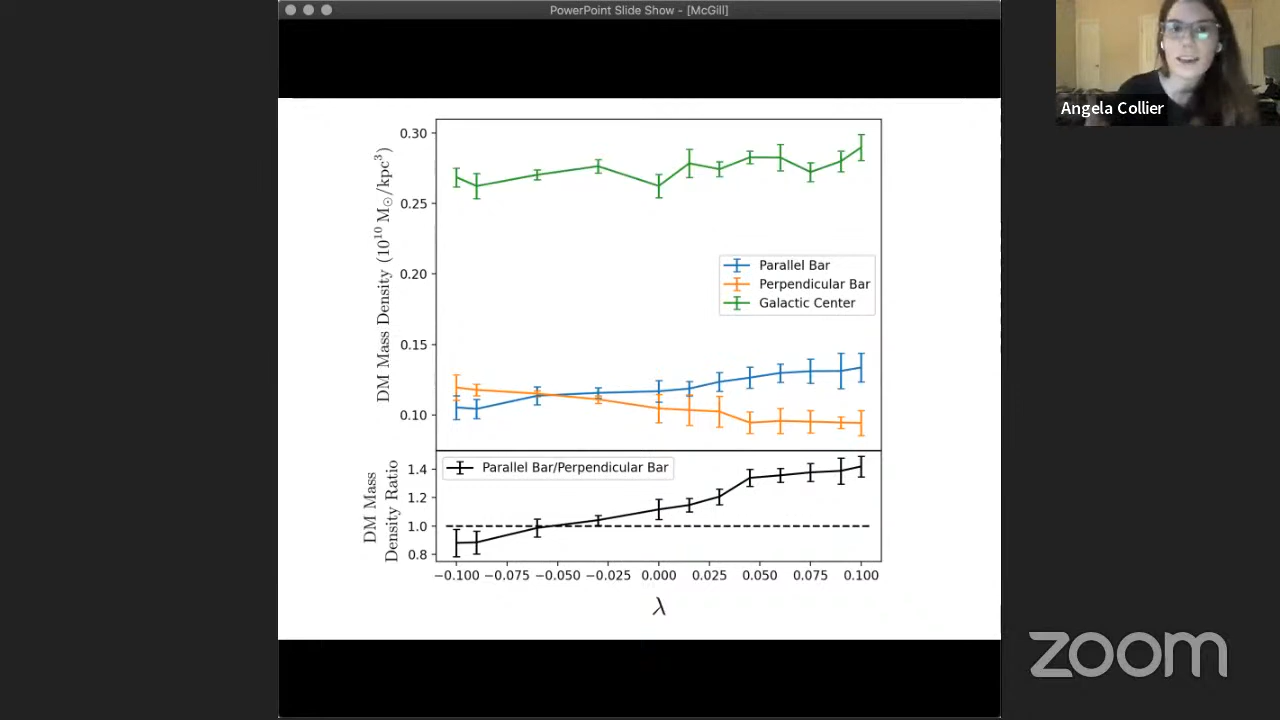 PowerPoint Slide Show - [McGill]
Angela Collier
DM Mass Density (10¹⁰ M☉/kpc³)
0.30
0.25
0.20
0.15
0.10
Parallel Bar
Perpendicular Bar
Galactic Center
DM Mass
Density Ratio
1.4
1.2
1.0
0.8
Parallel Bar/Perpendicular Bar
−0.100 −0.075 −0.050 −0.025 0.000 0.025 0.050 0.075 0.100
λ
zoom